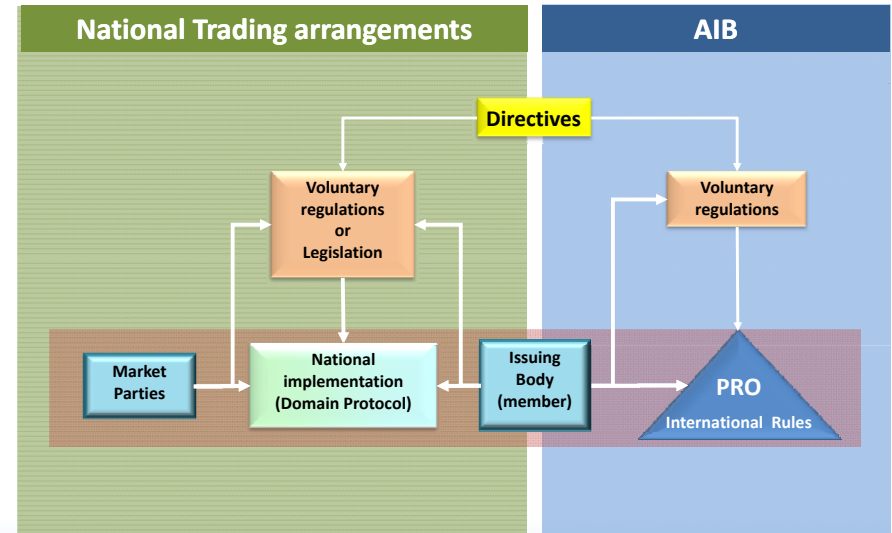 National Trading arrangements
AIB
Directives
Voluntary
regulations
or
Legislation
Voluntary
regulations
Market
Parties
National
implementation
(Domain Protocol)
Issuing
Body
(member)
PRO
International Rules